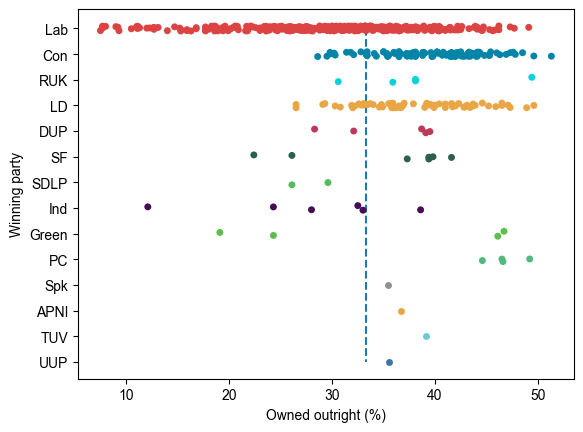 Winning party
Lab
Con
RUK
LD
DUP
SF
SDLP
Ind
Green
PC
Spk
APNI
TUV
UUP
10 20 30 40 50
Owned outright (%)